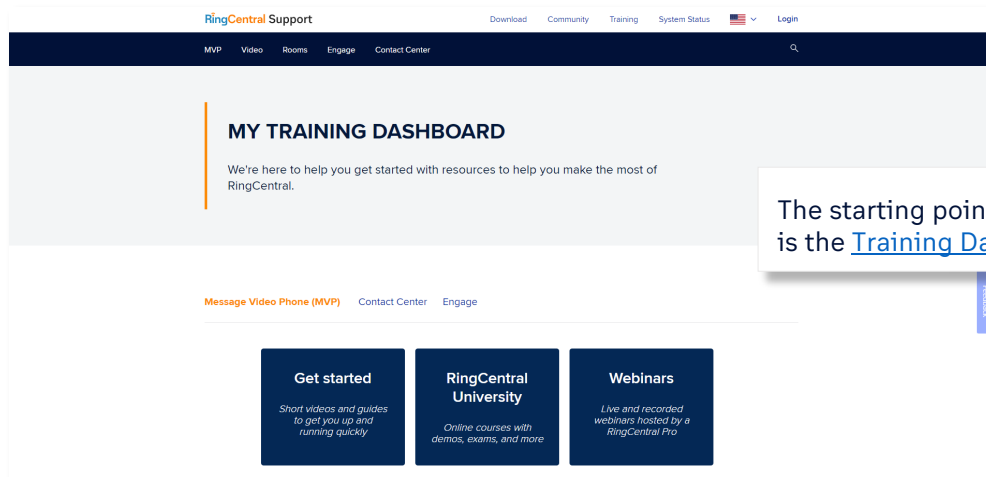 RingCentral Support
Download Community Training System Status Login
MVP Video Rooms Engage Contact Center
MY TRAINING DASHBOARD
We're here to help you get started with resources to help you make the most of
RingCentral.
The starting poin
is the Training Da
Feedback
Message Video Phone (MVP) Contact Center Engage
Get started
Short videos and guides
to get you up and
running quickly
RingCentral
University
Online courses with
demos, exams, and more
Webinars
Live and recorded
webinars hosted by a
RingCentral Pro